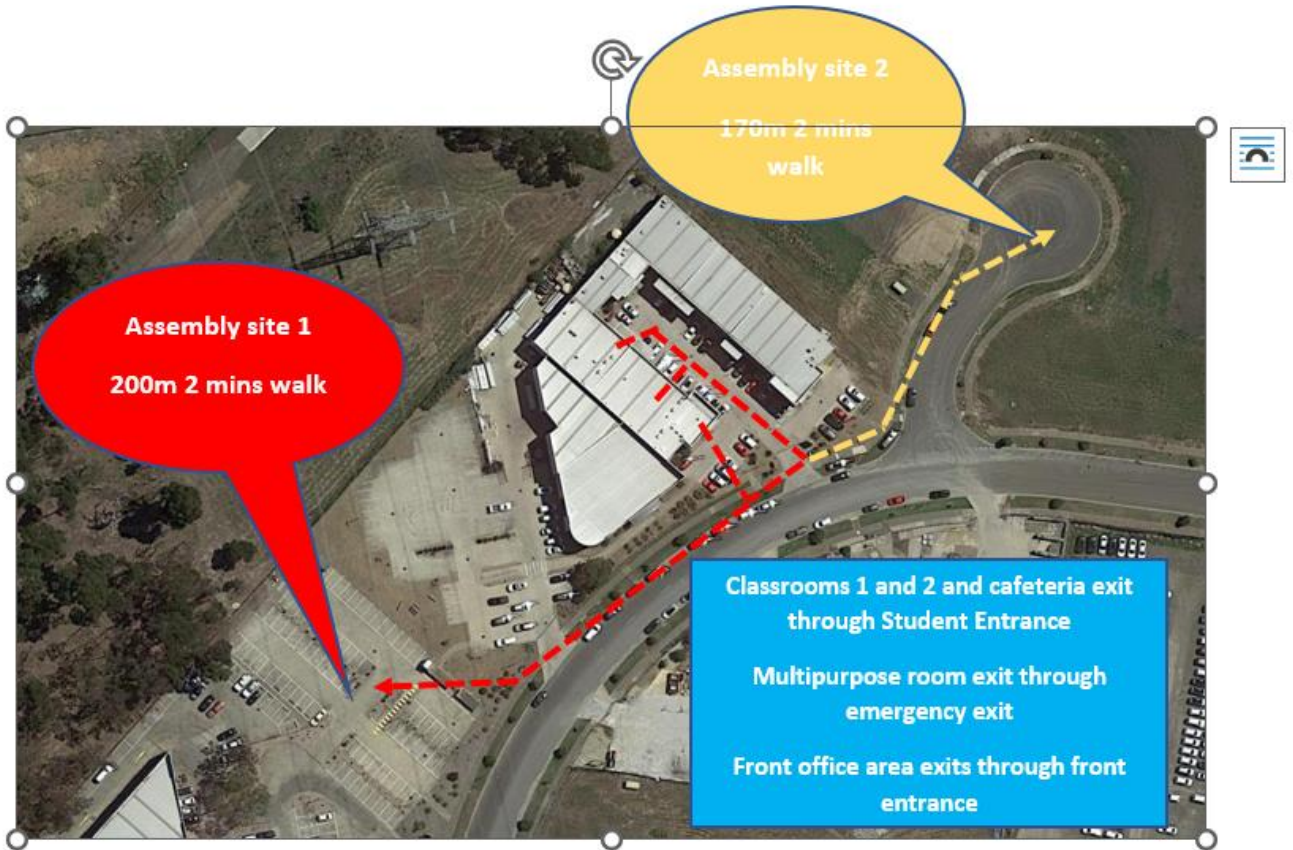 Assembly site 2
170m 2 mins
walk
Assembly site 1
200m 2 mins walk
Classrooms 1 and 2 and cafeteria exit
through Student Entrance
Multipurpose room exit through
emergency exit
Front office area exits through front
entrance